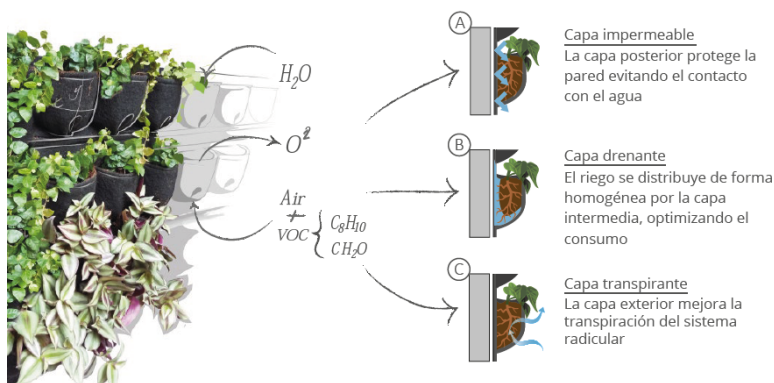 H₂O
O²
Air
+
VOC { C₈H₁₀
CH₂O
A
Capa impermeable
La capa posterior protege la
pared evitando el contacto
con el agua
B
Capa drenante
El riego se distribuye de forma
homogénea por la capa
intermedia, optimizando el
consumo
C
Capa transpirante
La capa exterior mejora la
transpiración del sistema
radicular